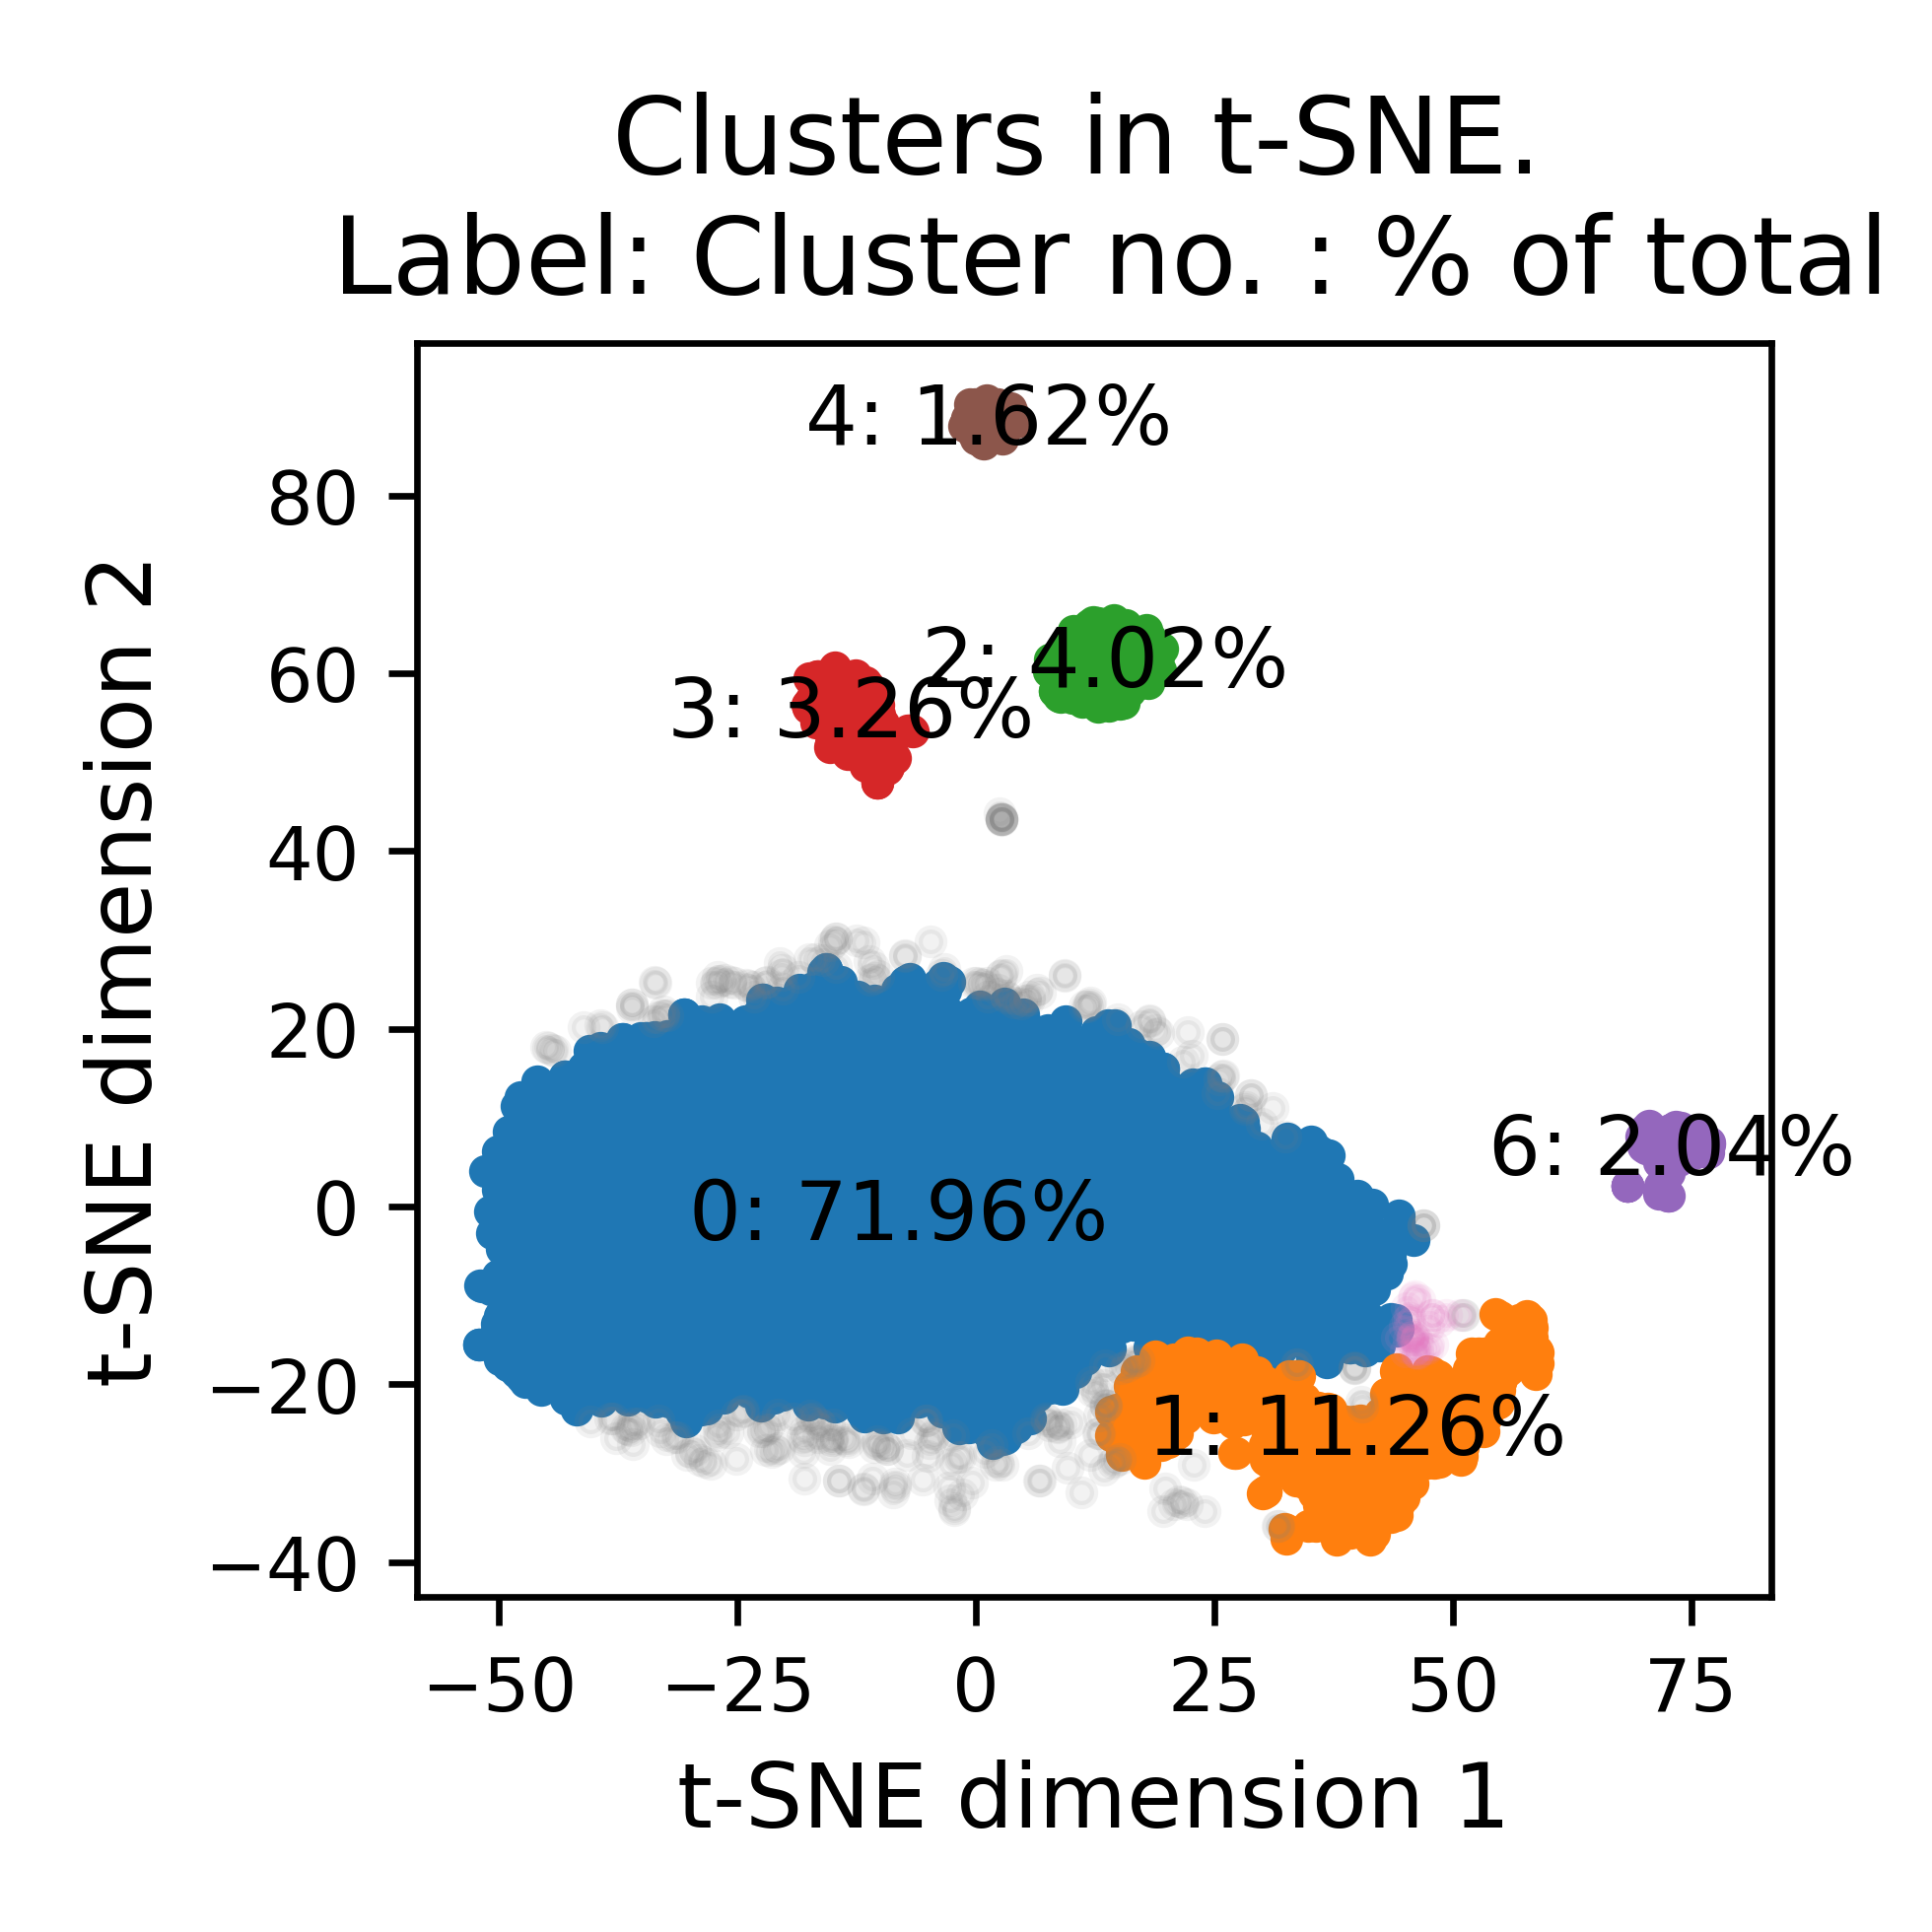 Clusters in t-SNE.
Label: Cluster no. : % of total
4: 1.62%
80
2: 4.02%
60
3: 3.26%
40
20
6: 2.04%
0
0: 71.96%
−20
1: 11.26%
−40
t-SNE dimension 2
−50 −25 0 25 50 75
t-SNE dimension 1